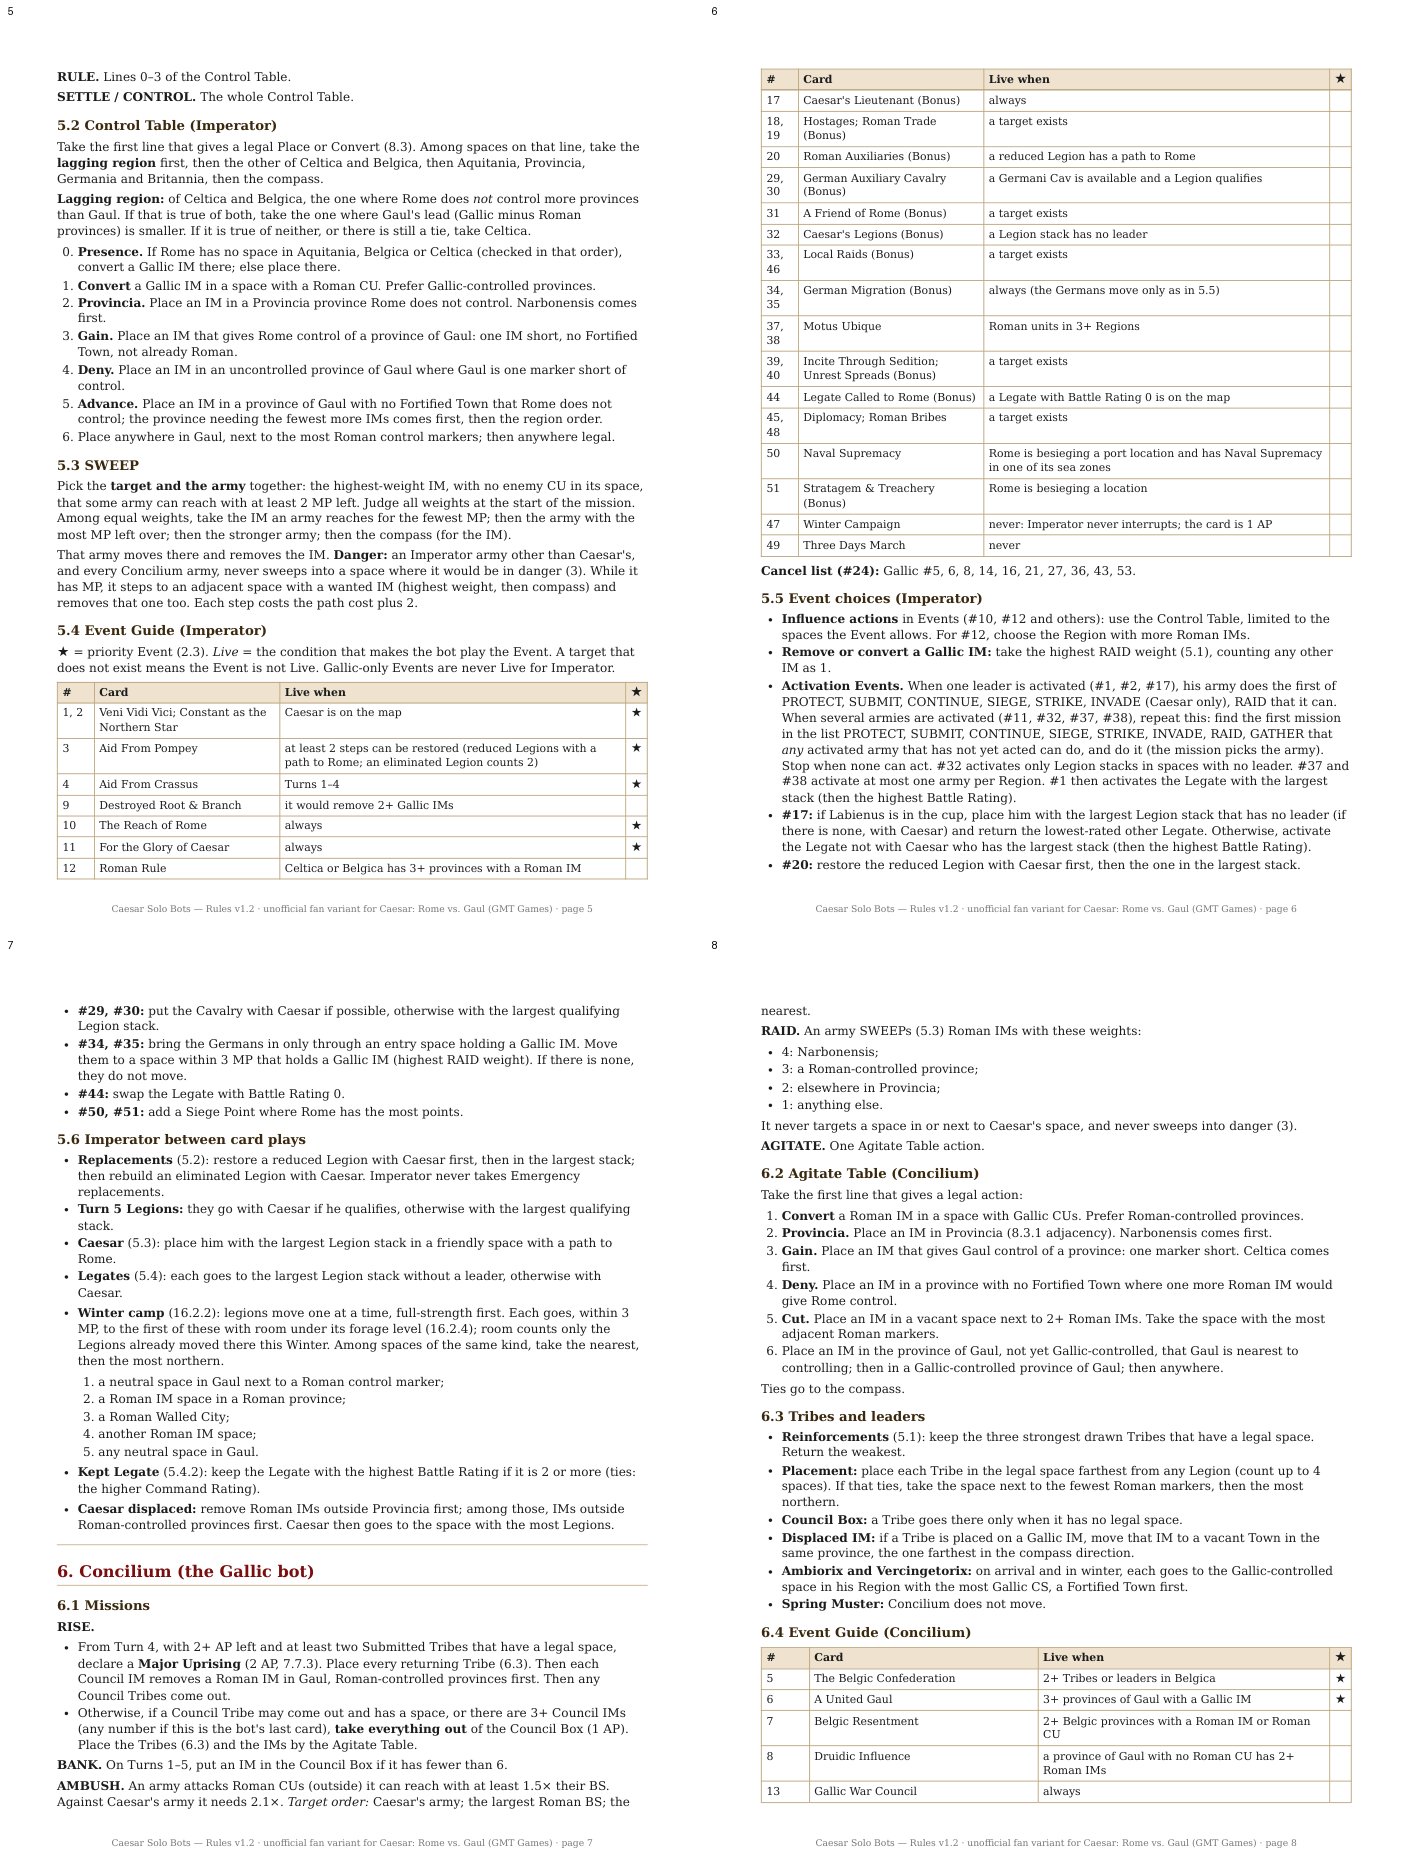 5
RULE. Lines 0–3 of the Control Table.
SETTLE / CONTROL. The whole Control Table.
5.2 Control Table (Imperator)
Take the first line that gives a legal Place or Convert (8.3). Among spaces on that line, take the
lagging region first, then the other of Celtica and Belgica, then Aquitania, Provincia,
Germania and Britannia, then the compass.
Lagging region: of Celtica and Belgica, the one where Rome does not control more provinces
than Gaul. If that is true of both, take the one where Gaul's lead (Gallic minus Roman
provinces) is smaller. If it is true of neither, or there is still a tie, take Celtica.
0. Presence. If Rome has no space in Aquitania, Belgica or Celtica (checked in that order),
convert a Gallic IM there; else place there.
1. Convert a Gallic IM in a space with a Roman CU. Prefer Gallic-controlled provinces.
2. Provincia. Place an IM in a Provincia province Rome does not control. Narbonensis comes
first.
3. Gain. Place an IM that gives Rome control of a province of Gaul: one IM short, no Fortified
Town, not already Roman.
4. Deny. Place an IM in an uncontrolled province of Gaul where Gaul is one marker short of
control.
5. Advance. Place an IM in a province of Gaul with no Fortified Town that Rome does not
control; the province needing the fewest more IMs comes first, then the region order.
6. Place anywhere in Gaul, next to the most Roman control markers; then anywhere legal.
5.3 SWEEP
Pick the target and the army together: the highest-weight IM, with no enemy CU in its space,
that some army can reach with at least 2 MP left. Judge all weights at the start of the mission.
Among equal weights, take the IM an army reaches for the fewest MP; then the army with the
most MP left over; then the stronger army; then the compass (for the IM).
That army moves there and removes the IM. Danger: an Imperator army other than Caesar's,
and every Concilium army, never sweeps into a space where it would be in danger (3). While it
has MP, it steps to an adjacent space with a wanted IM (highest weight, then compass) and
removes that one too. Each step costs the path cost plus 2.
5.4 Event Guide (Imperator)
★ = priority Event (2.3). Live = the condition that makes the bot play the Event. A target that
does not exist means the Event is not Live. Gallic-only Events are never Live for Imperator.
# Card Live when ★
1, 2 Veni Vidi Vici; Constant as the Caesar is on the map ★
Northern Star
3 Aid From Pompey at least 2 steps can be restored (reduced Legions with a ★
path to Rome; an eliminated Legion counts 2)
4 Aid From Crassus Turns 1–4 ★
9 Destroyed Root & Branch it would remove 2+ Gallic IMs
10 The Reach of Rome always ★
11 For the Glory of Caesar always ★
12 Roman Rule Celtica or Belgica has 3+ provinces with a Roman IM
Caesar Solo Bots — Rules v1.2 · unofficial fan variant for Caesar: Rome vs. Gaul (GMT Games) · page 5
6
# Card Live when ★
17 Caesar's Lieutenant (Bonus) always
18, Hostages; Roman Trade a target exists
19 (Bonus)
20 Roman Auxiliaries (Bonus) a reduced Legion has a path to Rome
29, German Auxiliary Cavalry a Germani Cav is available and a Legion qualifies
30 (Bonus)
31 A Friend of Rome (Bonus) a target exists
32 Caesar's Legions (Bonus) a Legion stack has no leader
33, Local Raids (Bonus) a target exists
46
34, German Migration (Bonus) always (the Germans move only as in 5.5)
35
37, Motus Ubique Roman units in 3+ Regions
38
39, Incite Through Sedition; a target exists
40 Unrest Spreads (Bonus)
44 Legate Called to Rome (Bonus) a Legate with Battle Rating 0 is on the map
45, Diplomacy; Roman Bribes a target exists
48
50 Naval Supremacy Rome is besieging a port location and has Naval Supremacy
in one of its sea zones
51 Stratagem & Treachery Rome is besieging a location
(Bonus)
47 Winter Campaign never: Imperator never interrupts; the card is 1 AP
49 Three Days March never
Cancel list (#24): Gallic #5, 6, 8, 14, 16, 21, 27, 36, 43, 53.
5.5 Event choices (Imperator)
• Influence actions in Events (#10, #12 and others): use the Control Table, limited to the
spaces the Event allows. For #12, choose the Region with more Roman IMs.
• Remove or convert a Gallic IM: take the highest RAID weight (5.1), counting any other
IM as 1.
• Activation Events. When one leader is activated (#1, #2, #17), his army does the first of
PROTECT, SUBMIT, CONTINUE, SIEGE, STRIKE, INVADE (Caesar only), RAID that it can.
When several armies are activated (#11, #32, #37, #38), repeat this: find the first mission
in the list PROTECT, SUBMIT, CONTINUE, SIEGE, STRIKE, INVADE, RAID, GATHER that
any activated army that has not yet acted can do, and do it (the mission picks the army).
Stop when none can act. #32 activates only Legion stacks in spaces with no leader. #37 and
#38 activate at most one army per Region. #1 then activates the Legate with the largest
stack (then the highest Battle Rating).
• #17: if Labienus is in the cup, place him with the largest Legion stack that has no leader (if
there is none, with Caesar) and return the lowest-rated other Legate. Otherwise, activate
the Legate not with Caesar who has the largest stack (then the highest Battle Rating).
• #20: restore the reduced Legion with Caesar first, then the one in the largest stack.
Caesar Solo Bots — Rules v1.2 · unofficial fan variant for Caesar: Rome vs. Gaul (GMT Games) · page 6
7
• #29, #30: put the Cavalry with Caesar if possible, otherwise with the largest qualifying
Legion stack.
• #34, #35: bring the Germans in only through an entry space holding a Gallic IM. Move
them to a space within 3 MP that holds a Gallic IM (highest RAID weight). If there is none,
they do not move.
• #44: swap the Legate with Battle Rating 0.
• #50, #51: add a Siege Point where Rome has the most points.
5.6 Imperator between card plays
• Replacements (5.2): restore a reduced Legion with Caesar first, then in the largest stack;
then rebuild an eliminated Legion with Caesar. Imperator never takes Emergency
replacements.
• Turn 5 Legions: they go with Caesar if he qualifies, otherwise with the largest qualifying
stack.
• Caesar (5.3): place him with the largest Legion stack in a friendly space with a path to
Rome.
• Legates (5.4): each goes to the largest Legion stack without a leader, otherwise with
Caesar.
• Winter camp (16.2.2): legions move one at a time, full-strength first. Each goes, within 3
MP, to the first of these with room under its forage level (16.2.4); room counts only the
Legions already moved there this Winter. Among spaces of the same kind, take the nearest,
then the most northern.
1. a neutral space in Gaul next to a Roman control marker;
2. a Roman IM space in a Roman province;
3. a Roman Walled City;
4. another Roman IM space;
5. any neutral space in Gaul.
• Kept Legate (5.4.2): keep the Legate with the highest Battle Rating if it is 2 or more (ties:
the higher Command Rating).
• Caesar displaced: remove Roman IMs outside Provincia first; among those, IMs outside
Roman-controlled provinces first. Caesar then goes to the space with the most Legions.
6. Concilium (the Gallic bot)
6.1 Missions
RISE.
• From Turn 4, with 2+ AP left and at least two Submitted Tribes that have a legal space,
declare a Major Uprising (2 AP, 7.7.3). Place every returning Tribe (6.3). Then each
Council IM removes a Roman IM in Gaul, Roman-controlled provinces first. Then any
Council Tribes come out.
• Otherwise, if a Council Tribe may come out and has a space, or there are 3+ Council IMs
(any number if this is the bot's last card), take everything out of the Council Box (1 AP).
Place the Tribes (6.3) and the IMs by the Agitate Table.
BANK. On Turns 1–5, put an IM in the Council Box if it has fewer than 6.
AMBUSH. An army attacks Roman CUs (outside) it can reach with at least 1.5× their BS.
Against Caesar's army it needs 2.1×. Target order: Caesar's army; the largest Roman BS; the
Caesar Solo Bots — Rules v1.2 · unofficial fan variant for Caesar: Rome vs. Gaul (GMT Games) · page 7
8
nearest.
RAID. An army SWEEPs (5.3) Roman IMs with these weights:
• 4: Narbonensis;
• 3: a Roman-controlled province;
• 2: elsewhere in Provincia;
• 1: anything else.
It never targets a space in or next to Caesar's space, and never sweeps into danger (3).
AGITATE. One Agitate Table action.
6.2 Agitate Table (Concilium)
Take the first line that gives a legal action:
1. Convert a Roman IM in a space with Gallic CUs. Prefer Roman-controlled provinces.
2. Provincia. Place an IM in Provincia (8.3.1 adjacency). Narbonensis comes first.
3. Gain. Place an IM that gives Gaul control of a province: one marker short. Celtica comes
first.
4. Deny. Place an IM in a province with no Fortified Town where one more Roman IM would
give Rome control.
5. Cut. Place an IM in a vacant space next to 2+ Roman IMs. Take the space with the most
adjacent Roman markers.
6. Place an IM in the province of Gaul, not yet Gallic-controlled, that Gaul is nearest to
controlling; then in a Gallic-controlled province of Gaul; then anywhere.
Ties go to the compass.
6.3 Tribes and leaders
• Reinforcements (5.1): keep the three strongest drawn Tribes that have a legal space.
Return the weakest.
• Placement: place each Tribe in the legal space farthest from any Legion (count up to 4
spaces). If that ties, take the space next to the fewest Roman markers, then the most
northern.
• Council Box: a Tribe goes there only when it has no legal space.
• Displaced IM: if a Tribe is placed on a Gallic IM, move that IM to a vacant Town in the
same province, the one farthest in the compass direction.
• Ambiorix and Vercingetorix: on arrival and in winter, each goes to the Gallic-controlled
space in his Region with the most Gallic CS, a Fortified Town first.
• Spring Muster: Concilium does not move.
6.4 Event Guide (Concilium)
# Card Live when ★
5 The Belgic Confederation 2+ Tribes or leaders in Belgica ★
6 A United Gaul 3+ provinces of Gaul with a Gallic IM ★
7 Belgic Resentment 2+ Belgic provinces with a Roman IM or Roman
CU
8 Druidic Influence a province of Gaul with no Roman CU has 2+
Roman IMs
13 Gallic War Council always
Caesar Solo Bots — Rules v1.2 · unofficial fan variant for Caesar: Rome vs. Gaul (GMT Games) · page 8